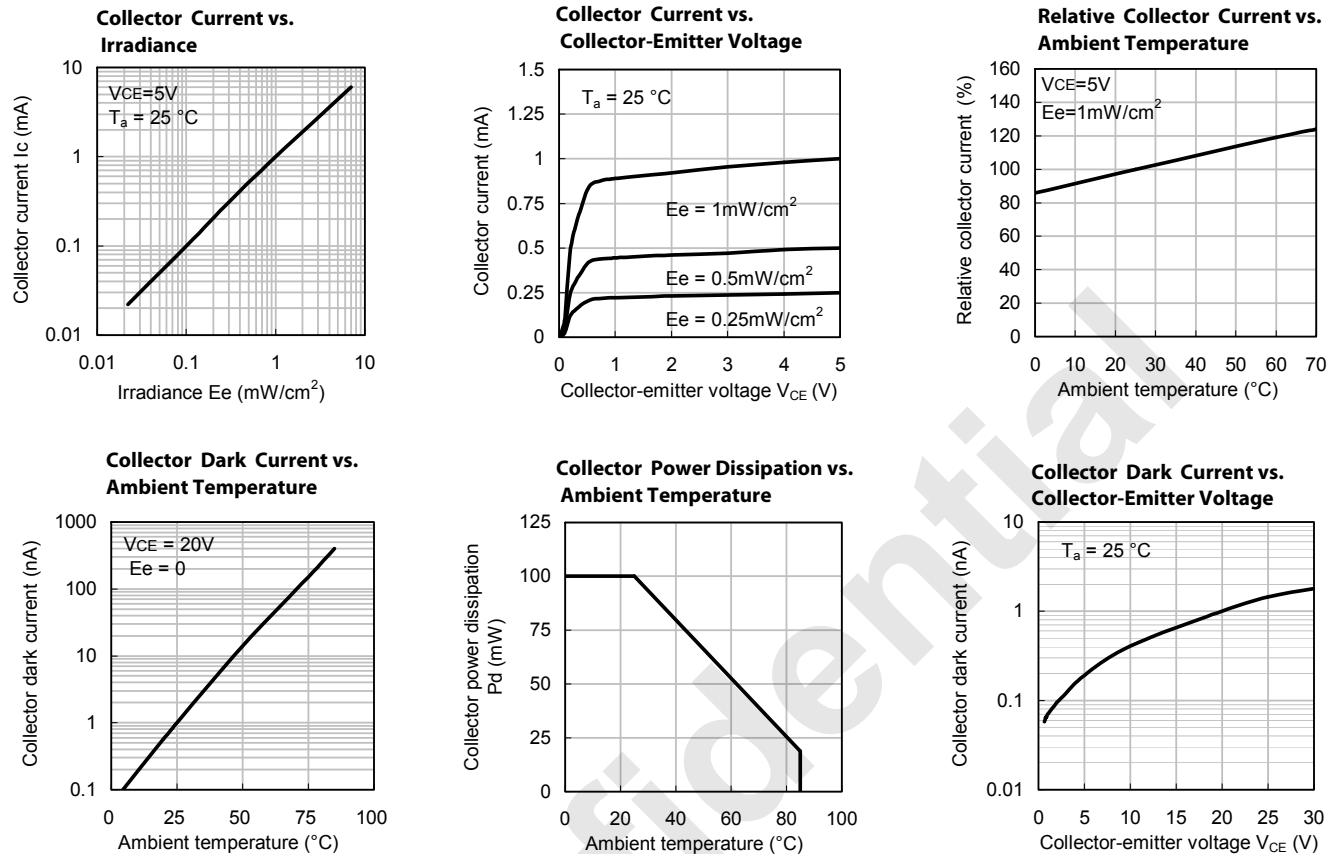 Collector Current vs.
Irradiance
10
1
0.1
0.01
VCE=5V
Ta = 25 °C
Collector current Ic (mA)
0.01 0.1 1 10
Irradiance Ee (mW/cm²)
Collector Current vs.
Collector-Emitter Voltage
1.5
1
0.75
0.5
0.25
0
Ta = 25 °C
Ee = 1mW/cm²
Ee = 0.5mW/cm²
Ee = 0.25mW/cm²
Collector current (mA)
0 1 2 3 4 5
Collector-emitter voltage VCE (V)
Relative Collector Current vs.
Ambient Temperature
160
140
120
100
80
60
40
20
0
VCE=5V
Ee=1mW/cm²
Relative collector current (%)
0 10 20 30 40 50 60 70
Ambient temperature (°C)
Collector Dark Current vs.
Ambient Temperature
1000
100
10
1
0.1
VCE = 20V
Ee = 0
Collector dark current (nA)
0 25 50 75 100
Ambient temperature (°C)
Collector Power Dissipation vs.
Ambient Temperature
125
100
75
50
25
0
Collector power dissipation
Pd (mW)
0 20 40 60 80 100
Ambient temperature (°C)
Collector Dark Current vs.
Collector-Emitter Voltage
10
1
0.1
0.01
Ta = 25 °C
Collector dark current (nA)
0 5 10 15 20 25 30
Collector-emitter voltage VCE (V)
fidential